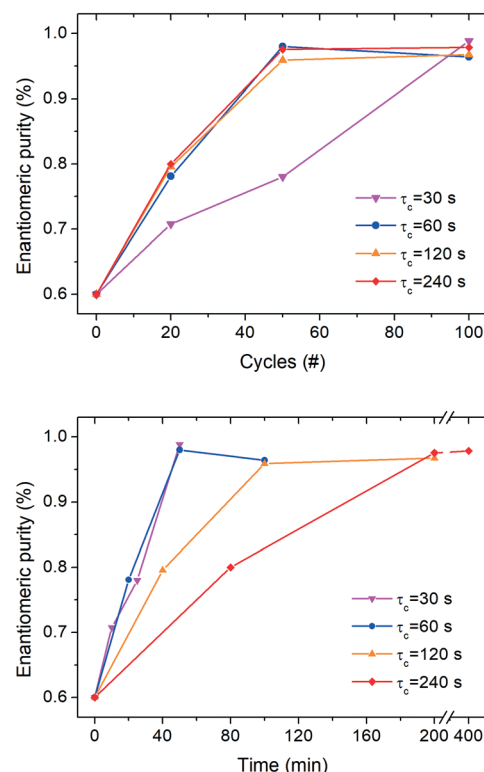 1.0
0.9
0.8
0.7
0.6
Enantiomeric purity (%)
τc=30 s
τc=60 s
τc=120 s
τc=240 s
0 20 40 60 80 100
Cycles (#)
1.0
0.9
0.8
0.7
0.6
Enantiomeric purity (%)
τc=30 s
τc=60 s
τc=120 s
τc=240 s
0 40 80 120 160 200 400
Time (min)